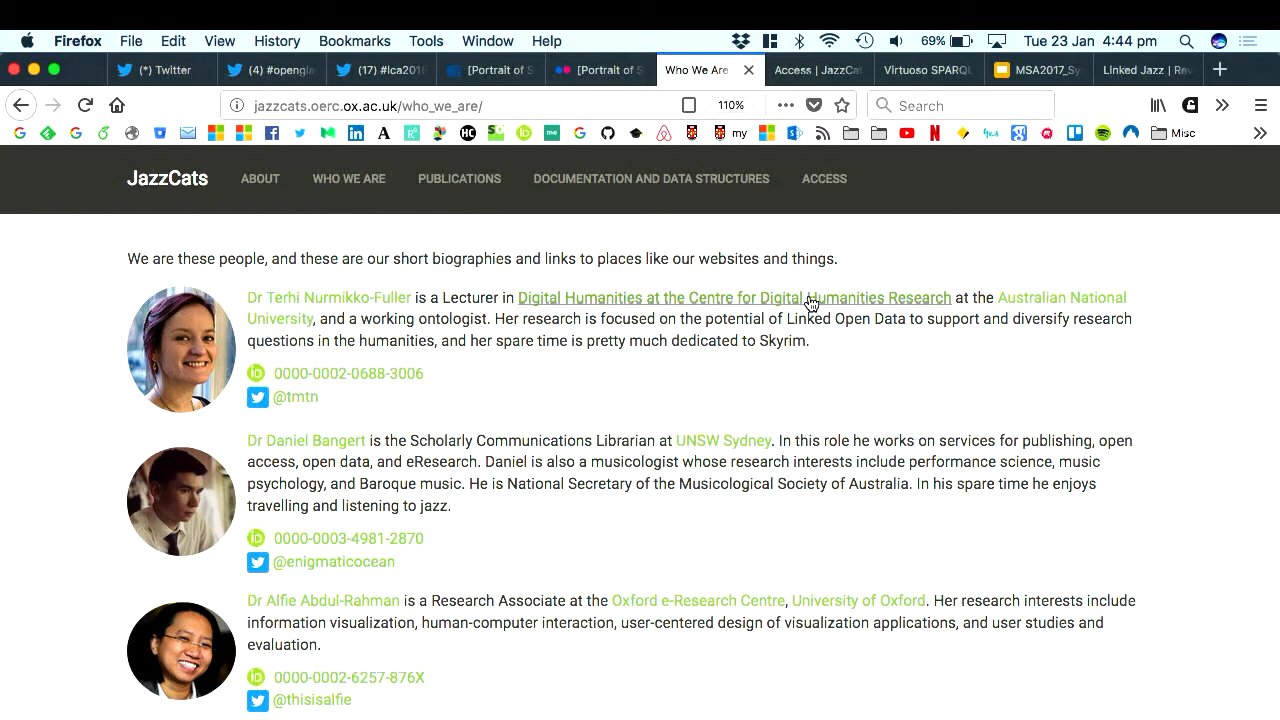 Firefox File Edit View History Bookmarks Tools Window Help 69% Tue 23 Jan 4:44 pm
(*) Twitter (4) #opengla (17) #lca201 [Portrait of S [Portrait of S Who We Are Access | JazzCat Virtuoso SPARQL MSA2017_Sy Linked Jazz | Rev
jazzcats.oerc.ox.ac.uk/who_we_are/ 110% Search
my Misc
JazzCats ABOUT WHO WE ARE PUBLICATIONS DOCUMENTATION AND DATA STRUCTURES ACCESS
We are these people, and these are our short biographies and links to places like our websites and things.
Dr Terhi Nurmikko-Fuller is a Lecturer in Digital Humanities at the Centre for Digital Humanities Research at the Australian National
University, and a working ontologist. Her research is focused on the potential of Linked Open Data to support and diversify research
questions in the humanities, and her spare time is pretty much dedicated to Skyrim.
iD 0000-0002-0688-3006
@tmtn
Dr Daniel Bangert is the Scholarly Communications Librarian at UNSW Sydney. In this role he works on services for publishing, open
access, open data, and eResearch. Daniel is also a musicologist whose research interests include performance science, music
psychology, and Baroque music. He is National Secretary of the Musicological Society of Australia. In his spare time he enjoys
travelling and listening to jazz.
iD 0000-0003-4981-2870
@enigmaticocean
Dr Alfie Abdul-Rahman is a Research Associate at the Oxford e-Research Centre, University of Oxford. Her research interests include
information visualization, human-computer interaction, user-centered design of visualization applications, and user studies and
evaluation.
iD 0000-0002-6257-876X
@thisisalfie